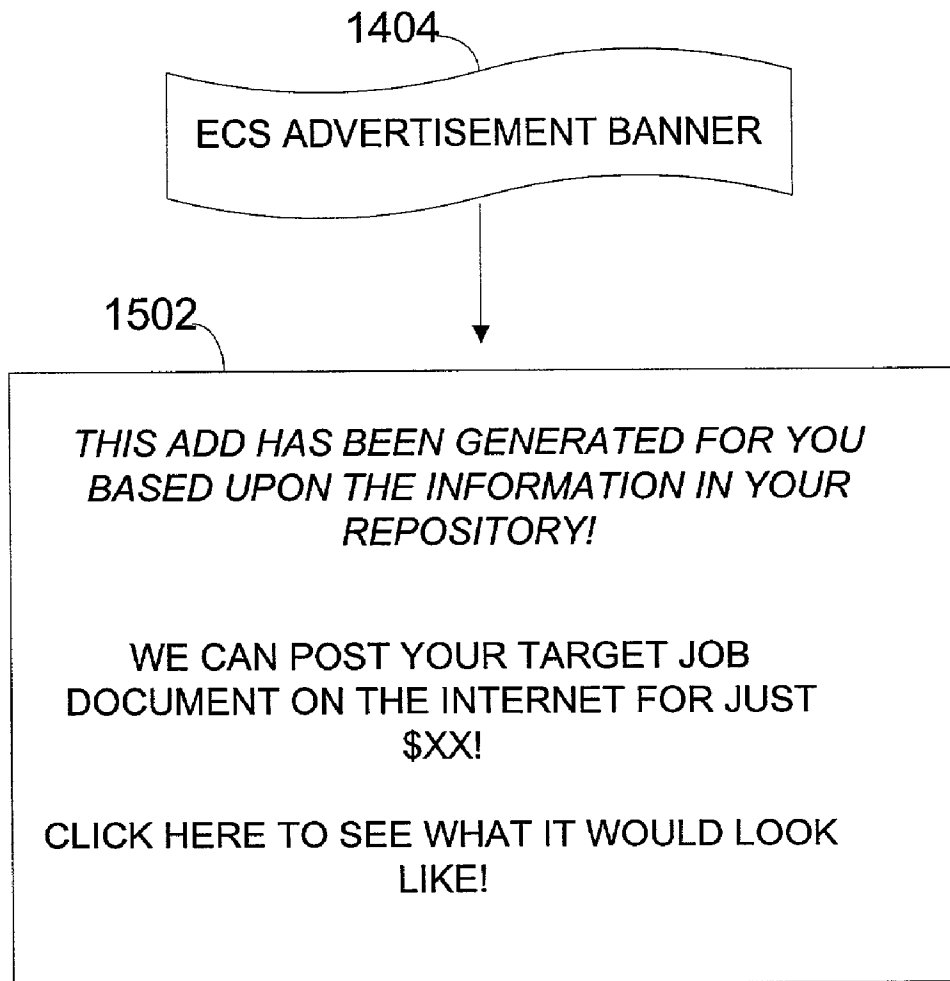 1404
ECS ADVERTISEMENT BANNER
1502
THIS ADD HAS BEEN GENERATED FOR YOU
BASED UPON THE INFORMATION IN YOUR
REPOSITORY!
WE CAN POST YOUR TARGET JOB
DOCUMENT ON THE INTERNET FOR JUST
$XX!
CLICK HERE TO SEE WHAT IT WOULD LOOK
LIKE!